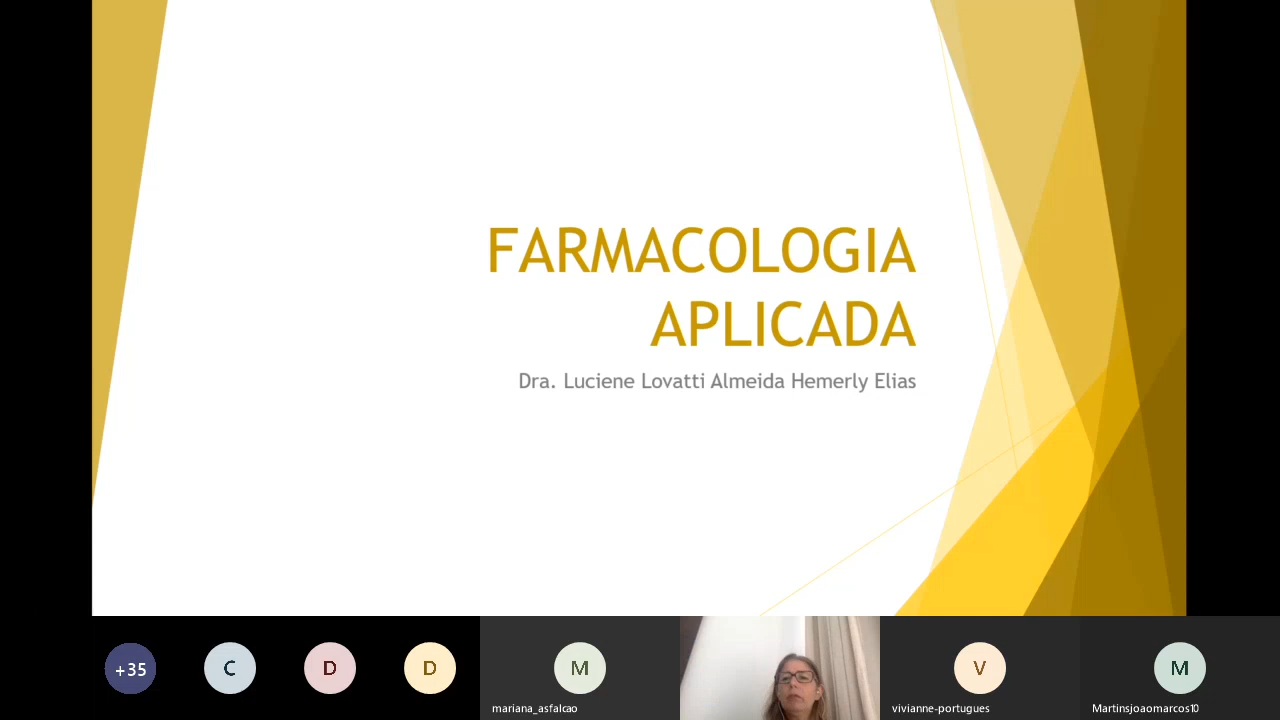 FARMACOLOGIA
APLICADA
Dra. Luciene Lovatti Almeida Hemerly Elias
+35
C
D
D
M
V
M
mariana_asfalcao
vivianne-portugues
Martinsjoaomarcos10